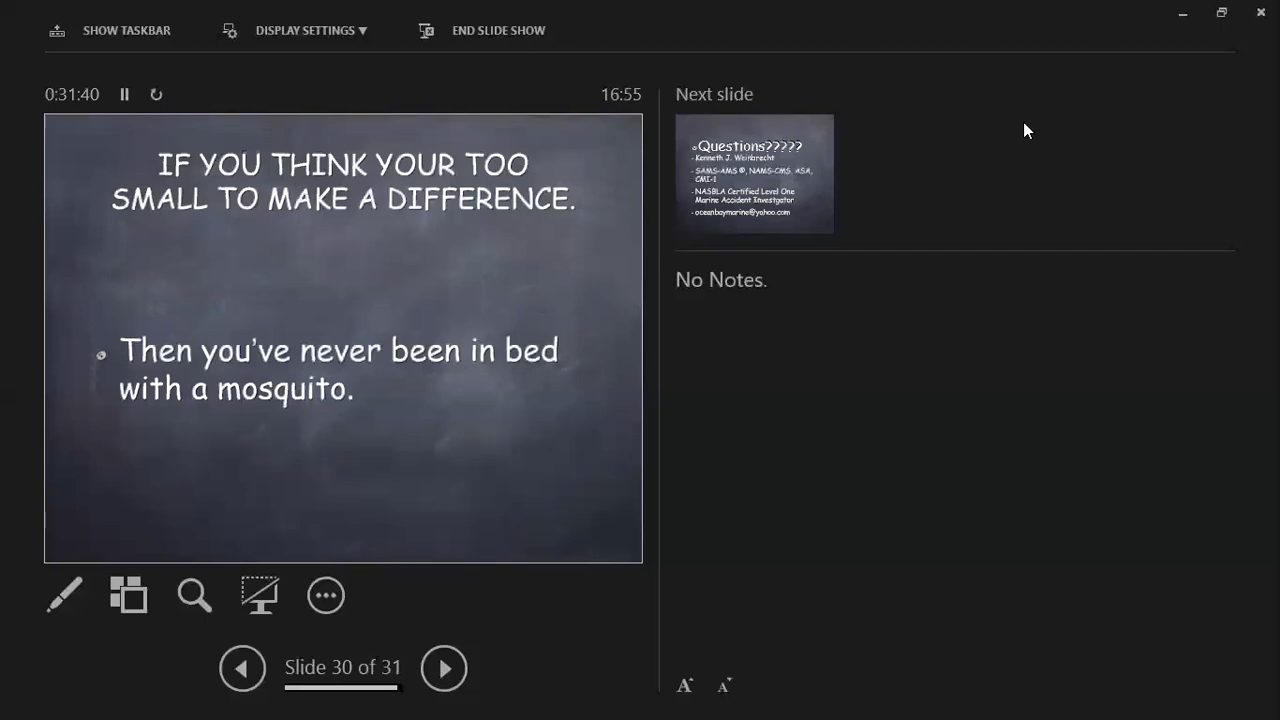 SHOW TASKBAR
DISPLAY SETTINGS ▼
END SLIDE SHOW
0:31:40
16:55
IF YOU THINK YOUR TOO
SMALL TO MAKE A DIFFERENCE.
Then you've never been in bed
with a mosquito.
Slide 30 of 31
Next slide
Questions?????
Kenneth J. Weinbrecht
SAMS-AMS ®, NAMS-CMS, ASA,
CMI-1
NASBLA Certified Level One
Marine Accident Investgator
oceanbaymarine@yahoo.com
No Notes.
A A